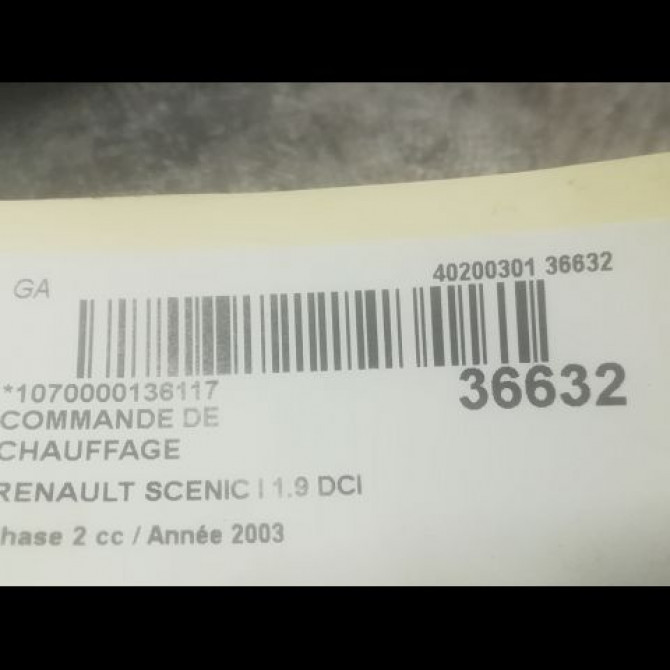 GA
40200301 36632
*1070000136117
36632
COMMANDE DE
CHAUFFAGE
RENAULT SCENIC I 1.9 DCI
hase 2 cc / Année 2003